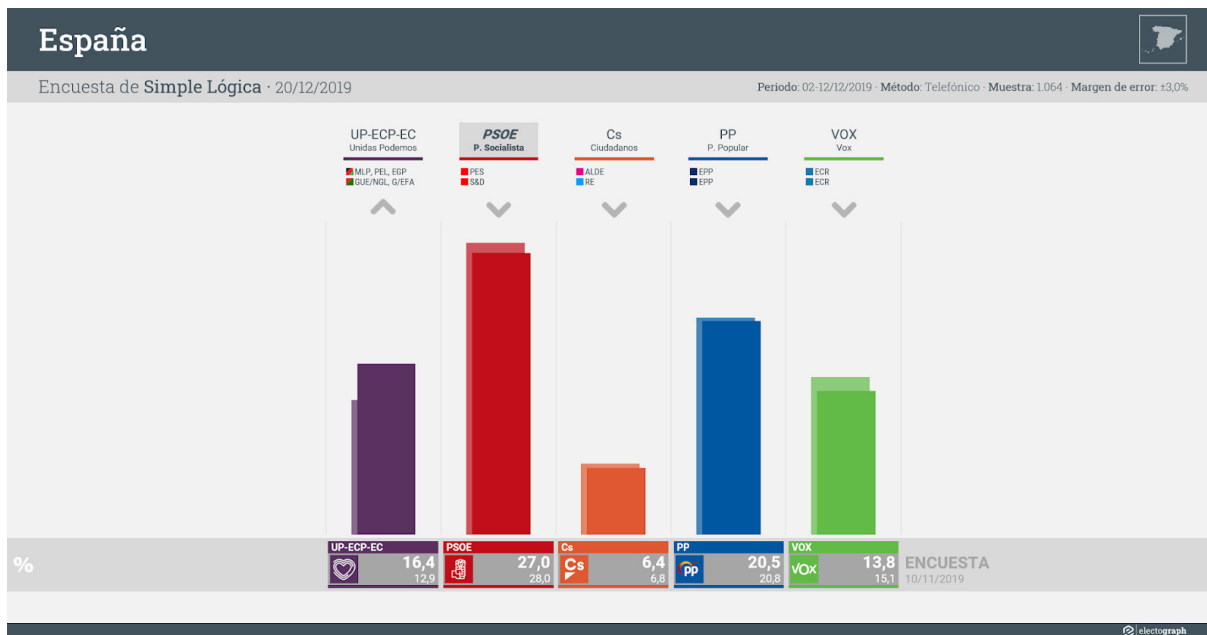 España
Encuesta de Simple Lógica · 20/12/2019
Periodo: 02-12/12/2019 · Método: Telefónico · Muestra: 1.064 · Margen de error: ±3,0%
UP-ECP-EC PSOE Cs PP VOX
Unidas Podemos P. Socialista Ciudadanos P. Popular Vox
MLP, PEL, EGP PES ALDE EPP ECR
GUE/NGL, G/EFA S&D RE EPP ECR
UP-ECP-EC PSOE Cs PP VOX
% 16,4 27,0 Cs 6,4 PP 20,5 VOX 13,8 ENCUESTA
12,9 28,0 6,8 20,8 15,1 10/11/2019
electograph